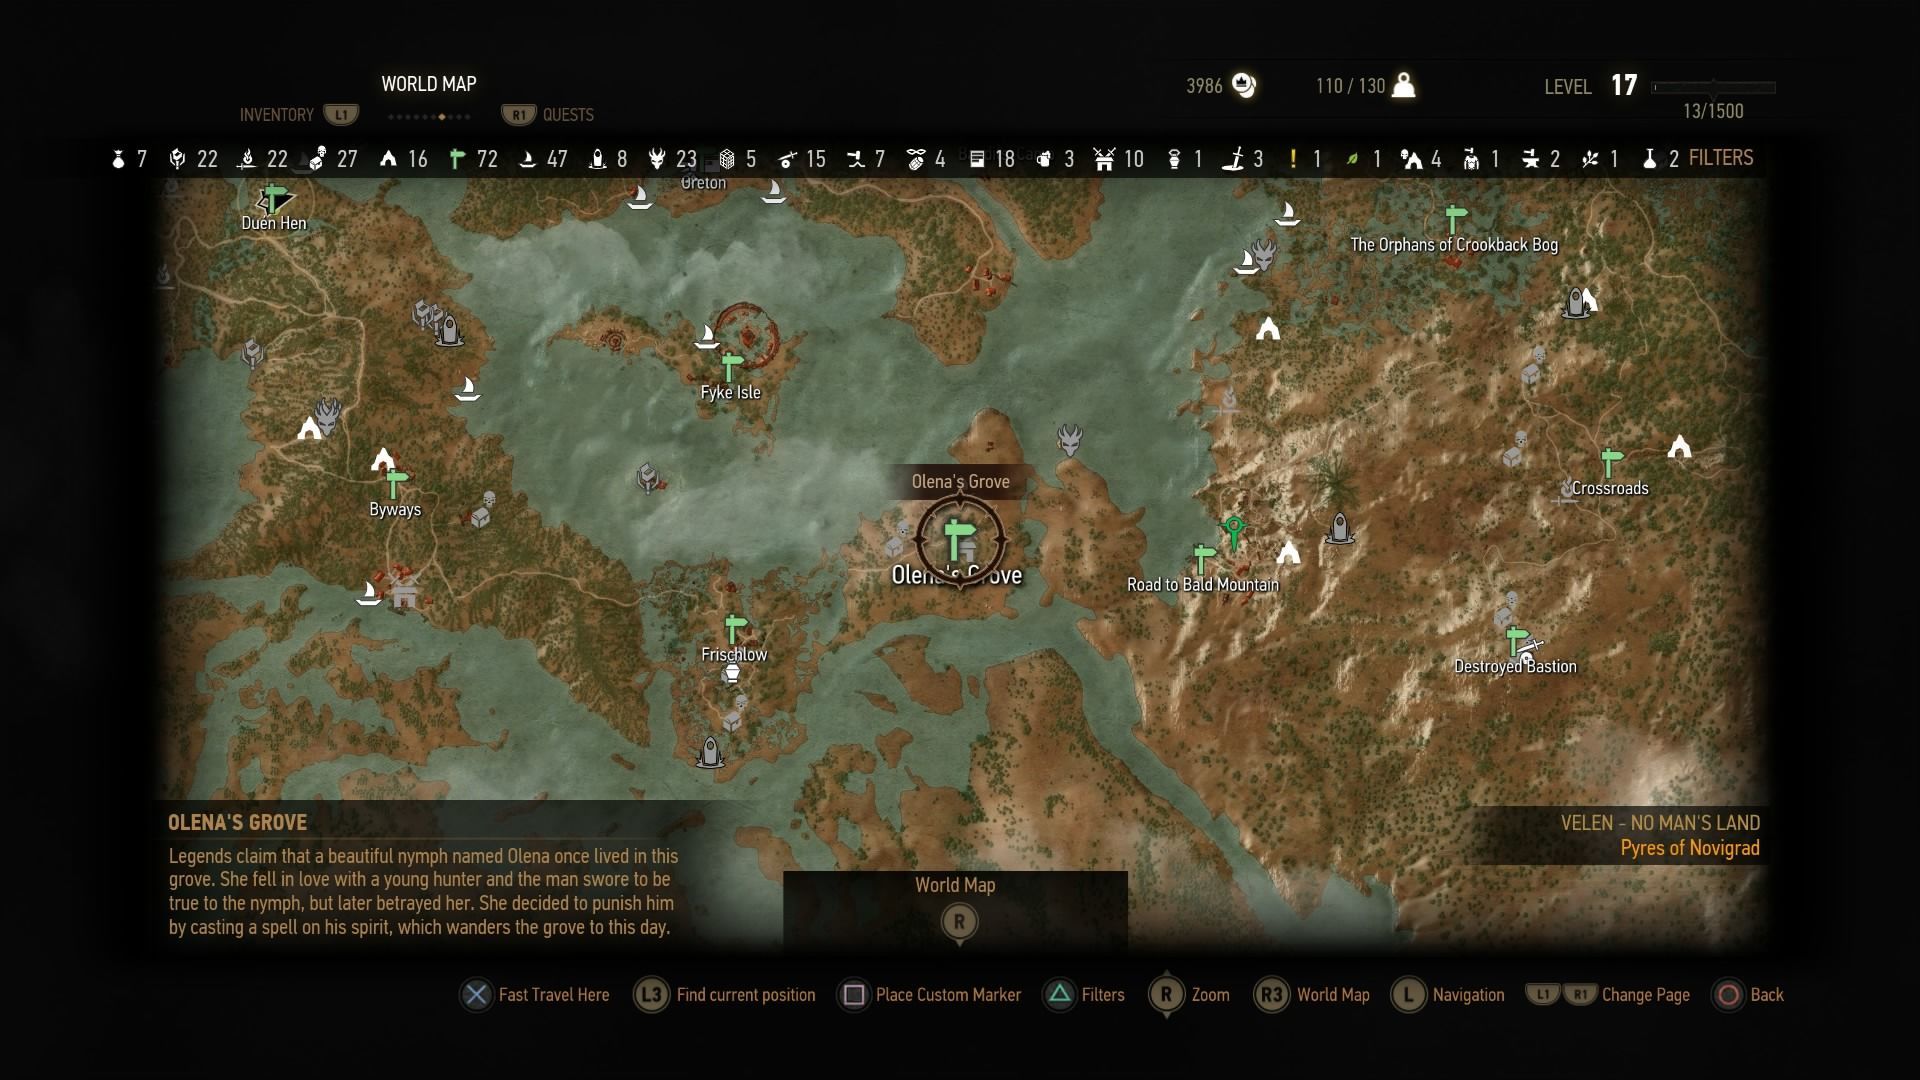 WORLD MAP
3986
110 / 130
LEVEL 17
INVENTORY L1
R1 QUESTS
13/1500
7 22 22 27 16 72 47 8 23 5 15 7 4 18 3 10 1 3 1 1 4 1 2 1 2 FILTERS
Oreton
Duen Hen
The Orphans of Crookback Bog
Fyke Isle
Olena's Grove
Crossroads
Byways
Olena's Grove
Road to Bald Mountain
Frischlow
Destroyed Bastion
OLENA'S GROVE
Legends claim that a beautiful nymph named Olena once lived in this
grove. She fell in love with a young hunter and the man swore to be
true to the nymph, but later betrayed her. She decided to punish him
by casting a spell on his spirit, which wanders the grove to this day.
VELEN - NO MAN'S LAND
Pyres of Novigrad
World Map
R
Fast Travel Here L3 Find current position Place Custom Marker Filters R Zoom R3 World Map L Navigation L1 R1 Change Page Back